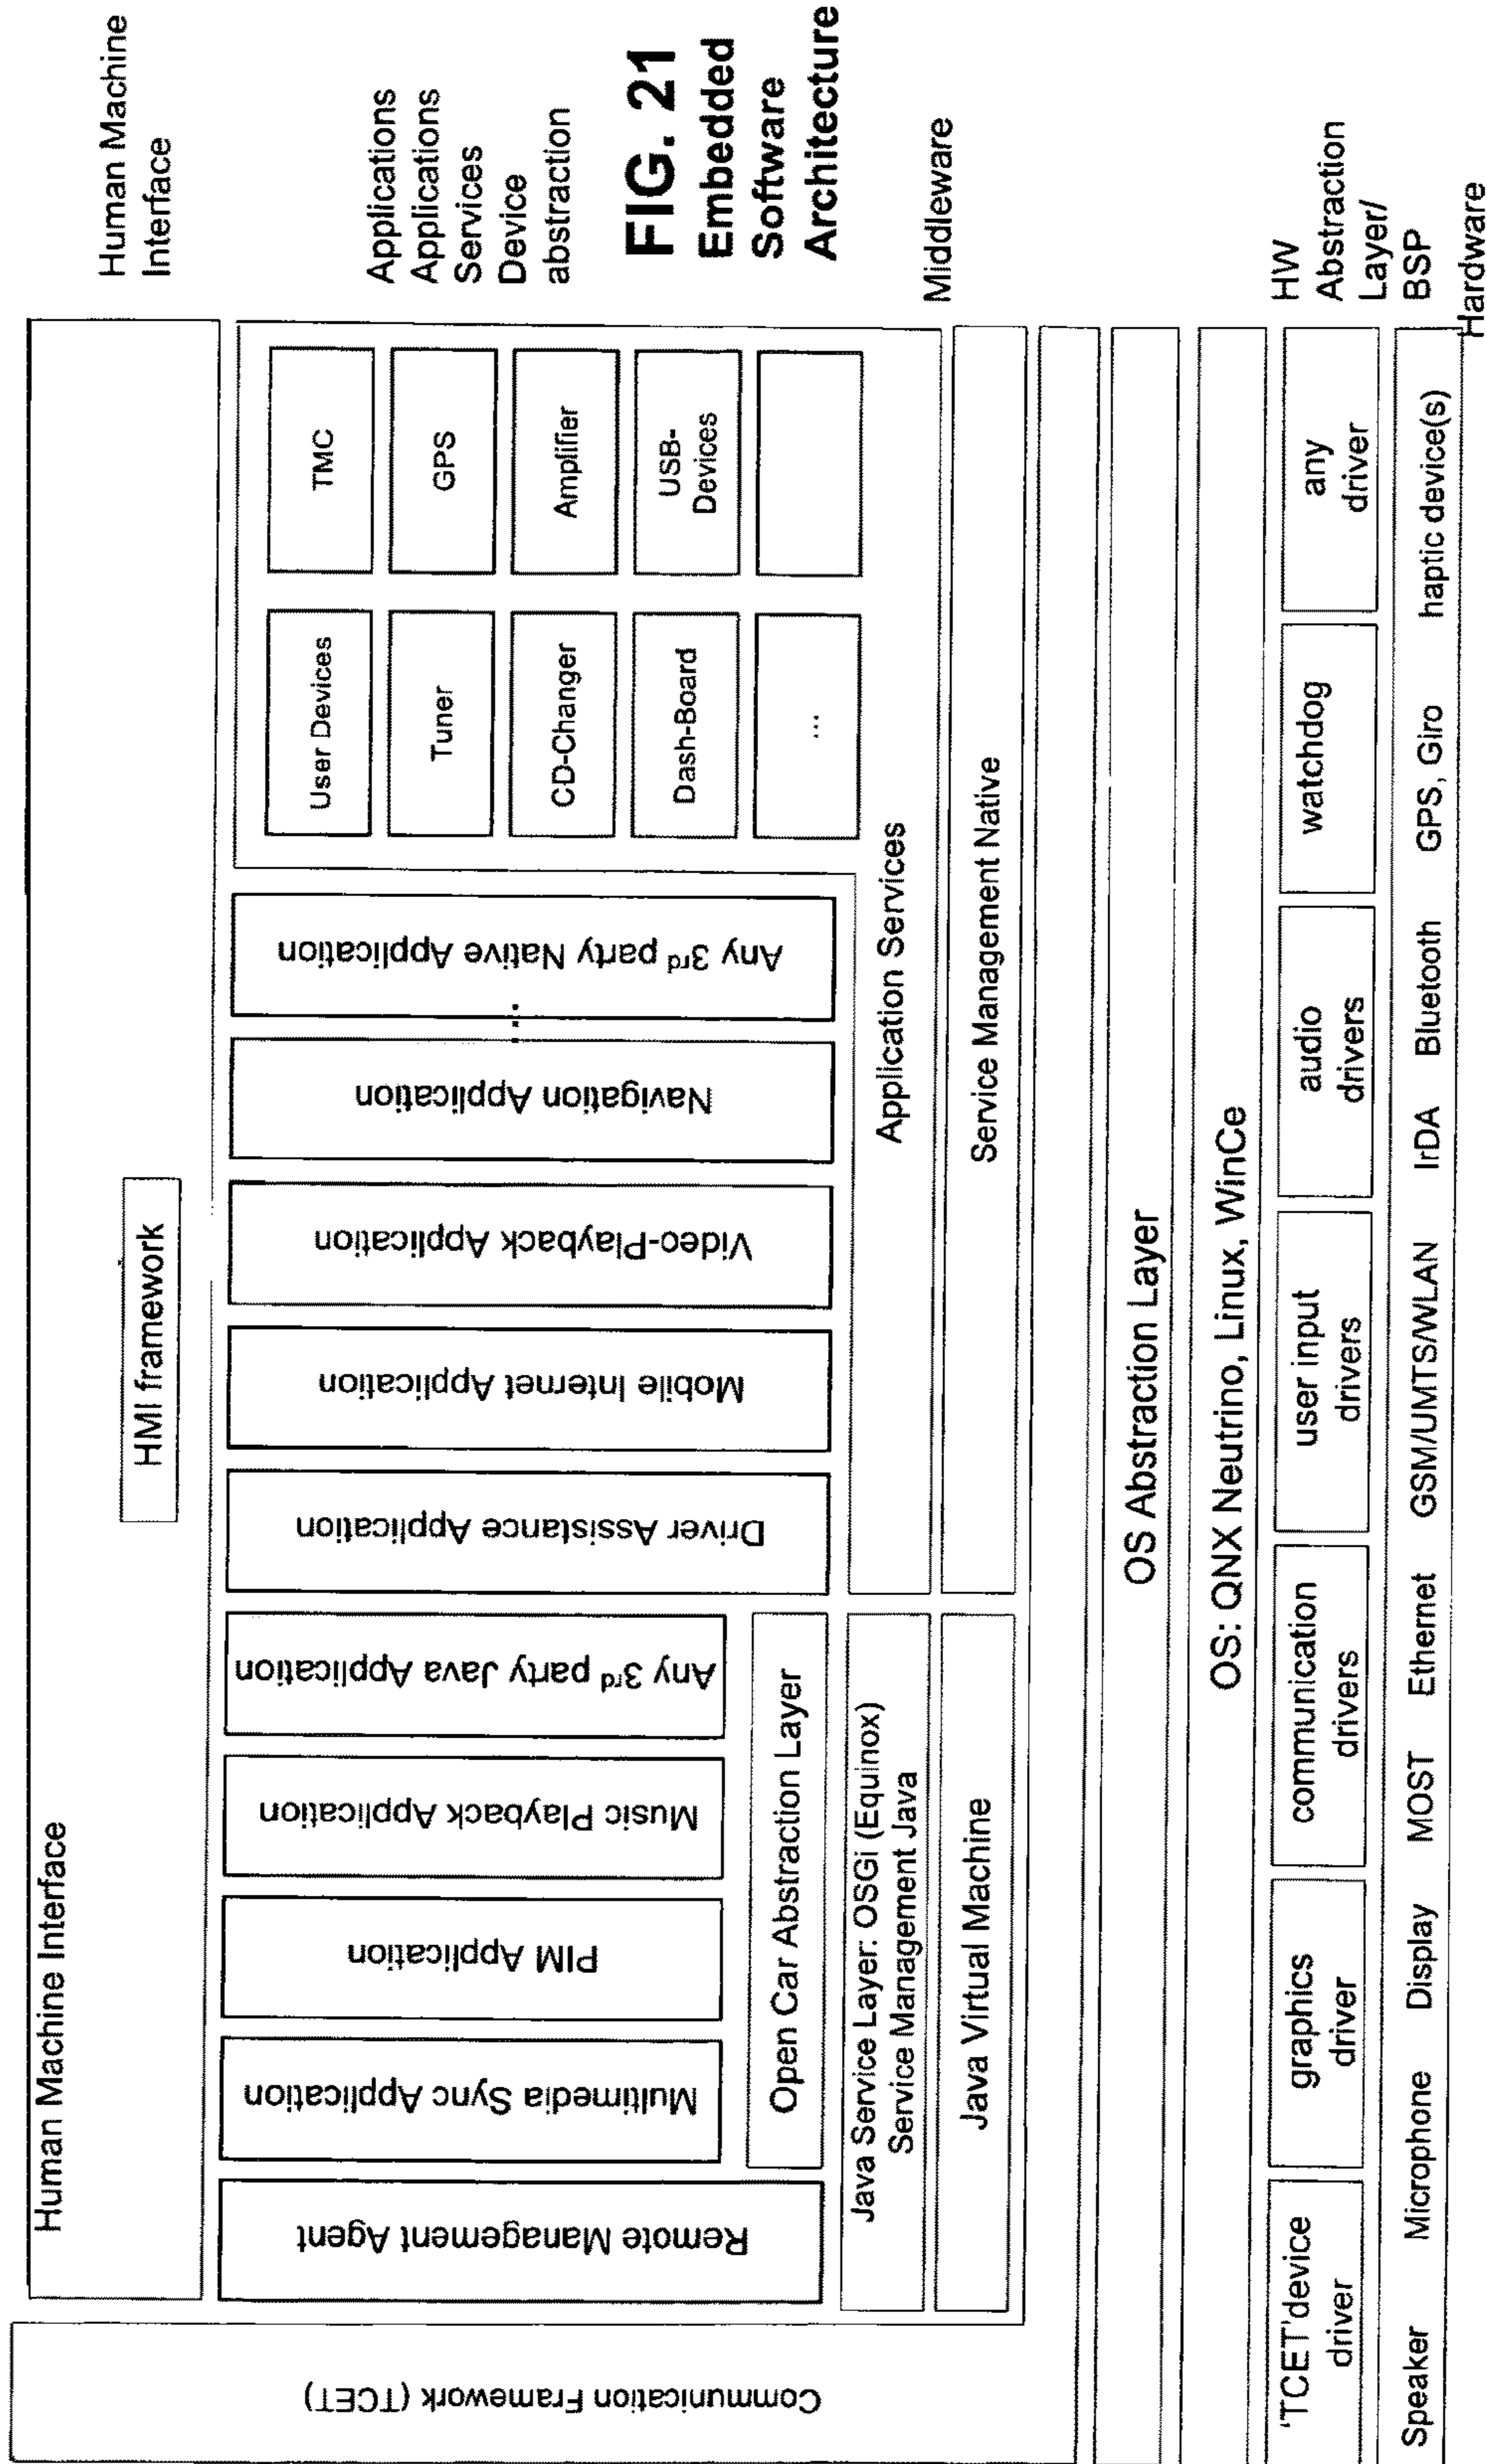 Human Machine Interface
HMI framework
Human Machine
Interface
Communication Framework (TCET)
Remote Management Agent
Multimedia Sync Application
PIM Application
Music Playback Application
Any 3rd party Java Application
Driver Assistance Application
Mobile Internet Application
Video-Playback Application
Navigation Application
...
Any 3rd party Native Application
User Devices
TMC
Tuner
GPS
CD-Changer
Amplifier
Dash-Board
USB-
Devices
...
Applications
Applications
Services
Device
abstraction
FIG. 21
Embedded
Software
Architecture
Open Car Abstraction Layer
Application Services
Java Service Layer: OSGi (Equinox)
Service Management Java
Java Virtual Machine
Service Management Native
Middleware
OS Abstraction Layer
OS: QNX Neutrino, Linux, WinCe
'TCET'device
driver
graphics
driver
communication
drivers
user input
drivers
audio
drivers
watchdog
any
driver
HW
Abstraction
Layer/
BSP
Speaker Microphone Display MOST Ethernet GSM/UMTS/WLAN IrDA Bluetooth GPS, Giro haptic device(s)
Hardware